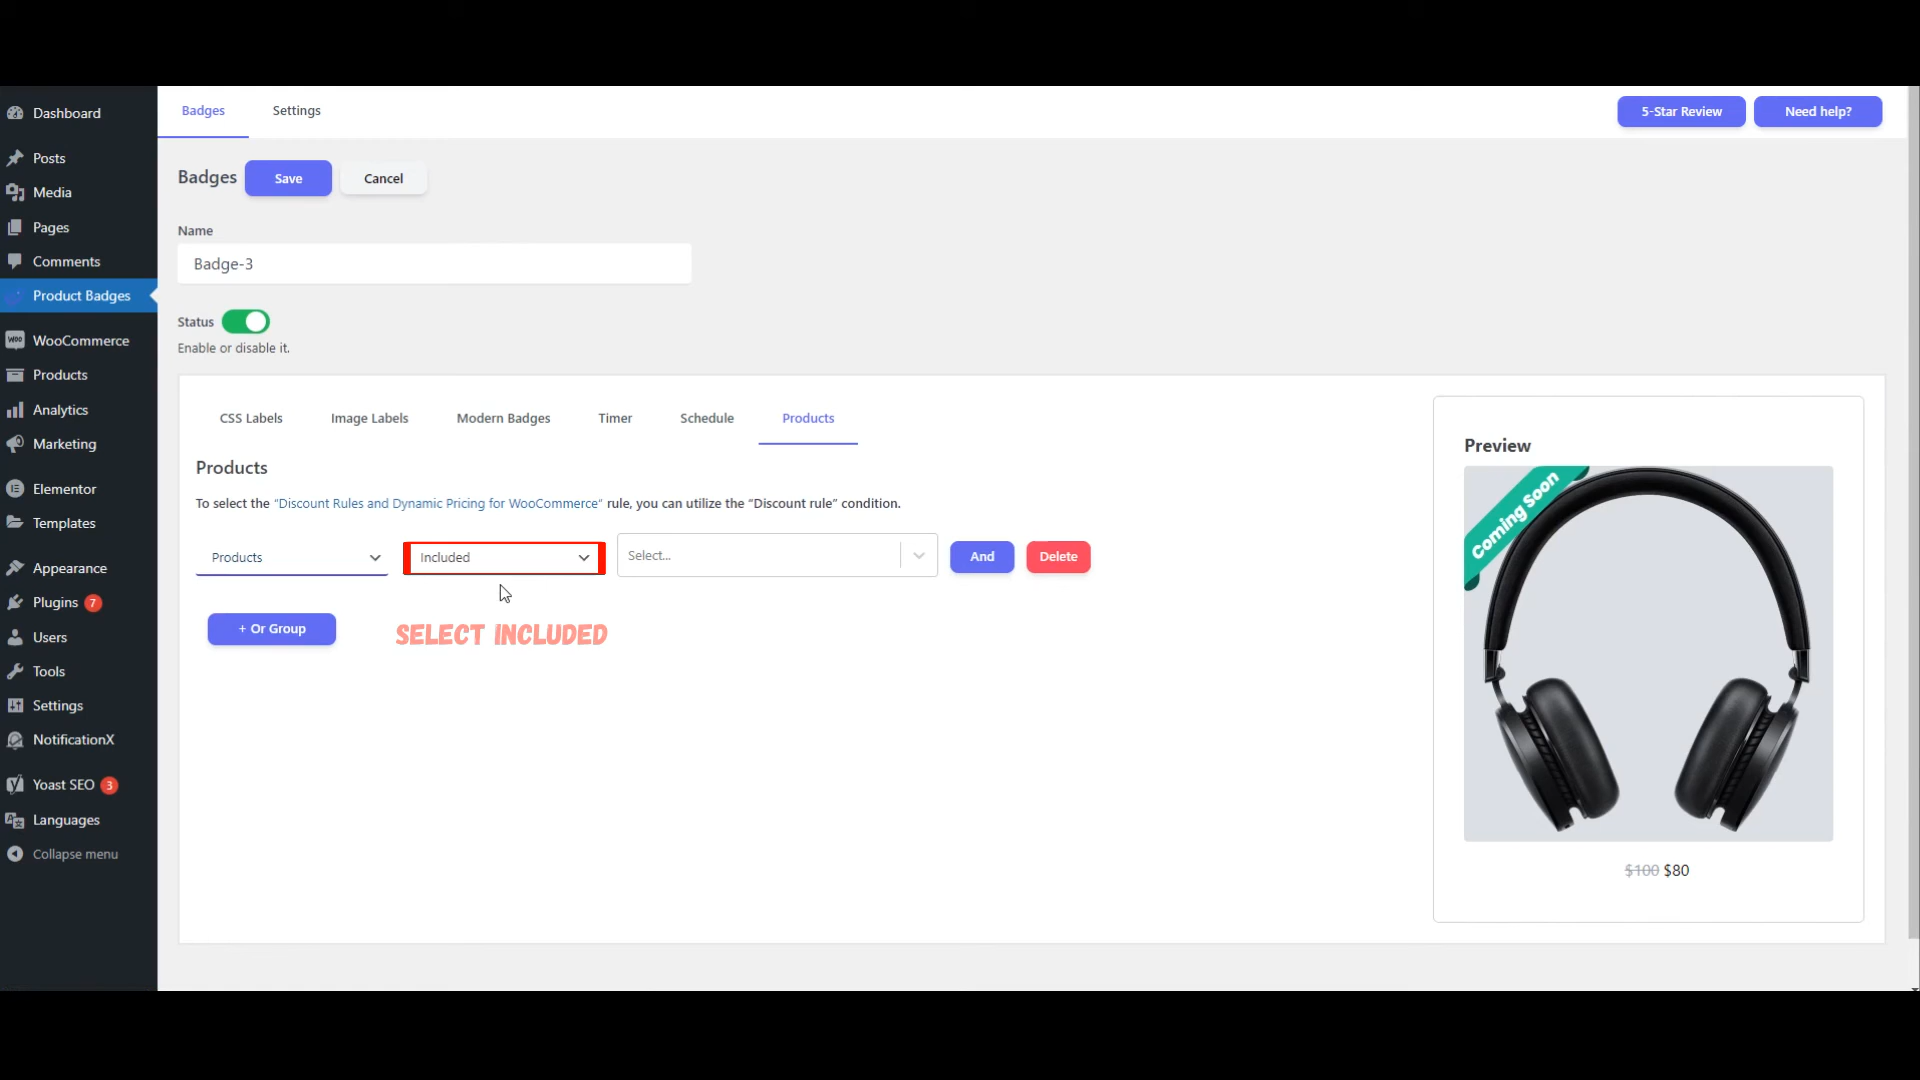 Badges
Settings
5-Star Review
Need help?
Dashboard
Posts
Media
Pages
Comments
Product Badges
WooCommerce
Products
Analytics
Marketing
Elementor
Templates
Appearance
Plugins 7
Users
Tools
Settings
NotificationX
Yoast SEO 3
Languages
Collapse menu
Badges
Save
Cancel
Name
Badge-3
Status
Enable or disable it.
CSS Labels
Image Labels
Modern Badges
Timer
Schedule
Products
Products
To select the “Discount Rules and Dynamic Pricing for WooCommerce” rule, you can utilize the “Discount rule” condition.
Products
Included
Select...
And
Delete
+ Or Group
SELECT INCLUDED
Preview
Coming Soon
$100 $80